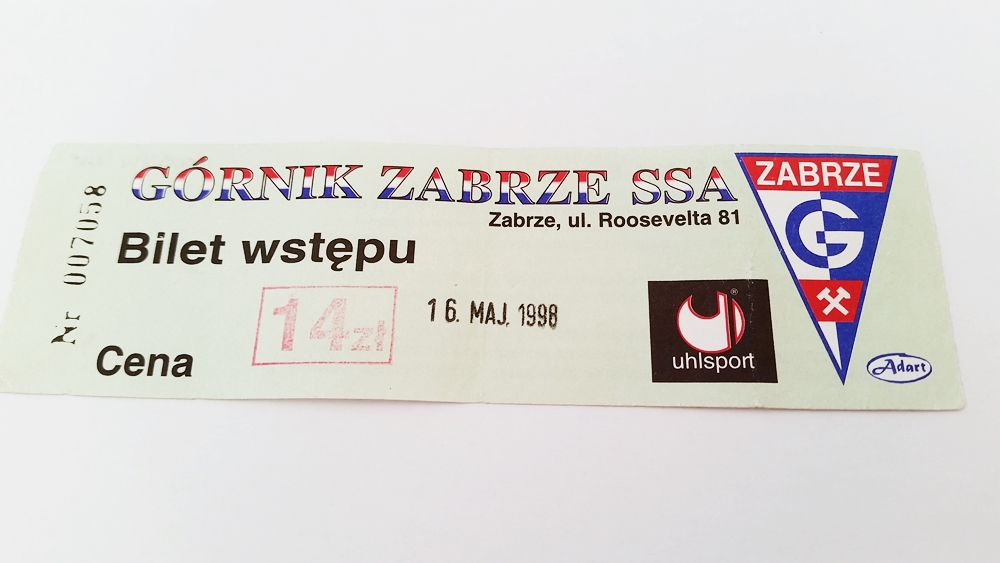 GÓRNIK ZABRZE SSA
Zabrze, ul. Roosevelta 81
Nr 007058
Bilet wstępu
14zł
16. MAJ. 1998
Cena
uhlsport
®
ZABRZE
G
Adart